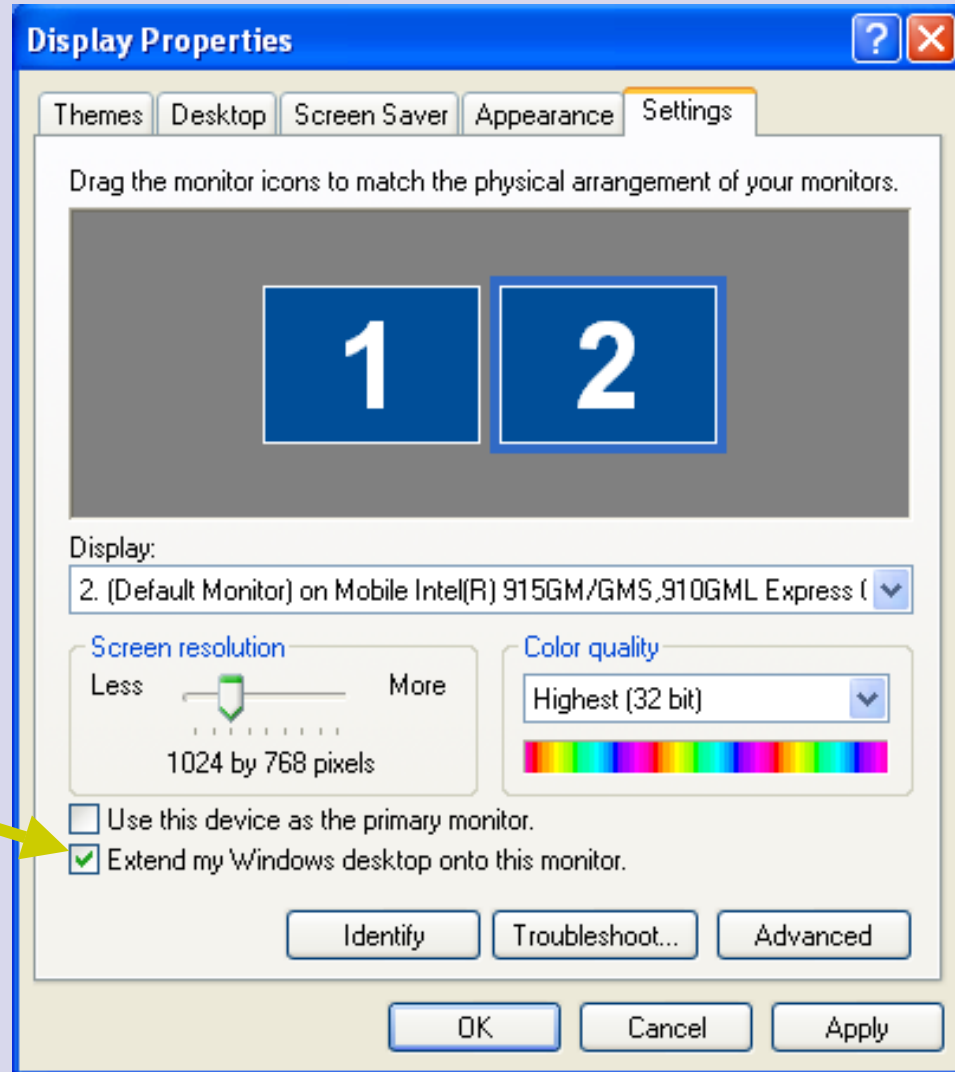 Display Properties
?
Themes Desktop Screen Saver Appearance Settings
Drag the monitor icons to match the physical arrangement of your monitors.
1 2
Display:
2. (Default Monitor) on Mobile Intel(R) 915GM/GMS,910GML Express (
Screen resolution Color quality
Less More Highest (32 bit)
1024 by 768 pixels
Use this device as the primary monitor.
Extend my Windows desktop onto this monitor.
Identify Troubleshoot... Advanced
OK Cancel Apply